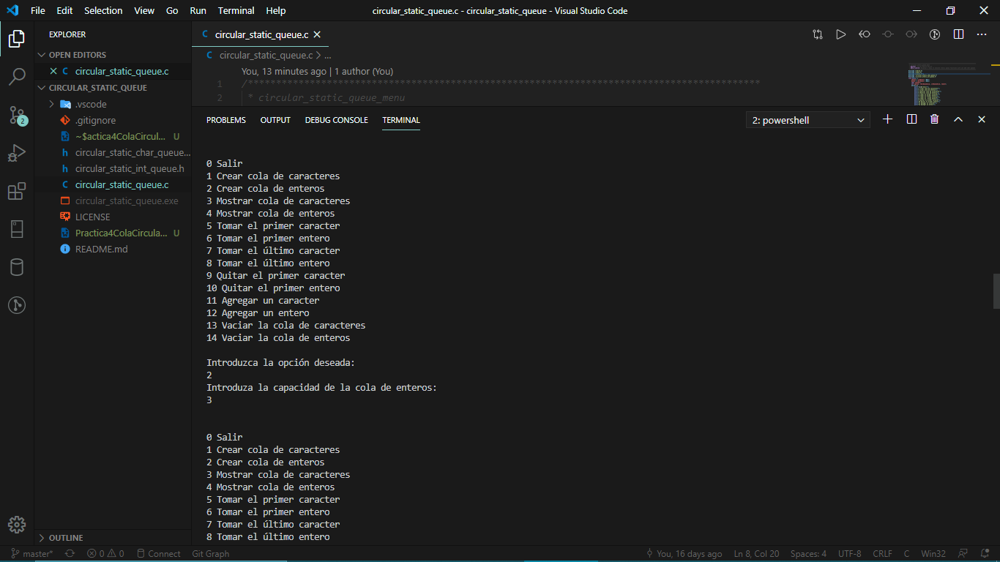 File Edit Selection View Go Run Terminal Help circular_static_queue.c - circular_static_queue - Visual Studio Code
EXPLORER
OPEN EDITORS
circular_static_queue.c
CIRCULAR_STATIC_QUEUE
.vscode
.gitignore
~$actica4ColaCircul... U
circular_static_char_queue...
circular_static_int_queue.h
circular_static_queue.c
circular_static_queue.exe
LICENSE
Practica4ColaCircula... U
README.md
OUTLINE
2
circular_static_queue.c
circular_static_queue.c > ...
You, 13 minutes ago | 1 author (You)
1
2 * circular_static_queue_menu
PROBLEMS OUTPUT DEBUG CONSOLE TERMINAL 2: powershell
0 Salir
1 Crear cola de caracteres
2 Crear cola de enteros
3 Mostrar cola de caracteres
4 Mostrar cola de enteros
5 Tomar el primer caracter
6 Tomar el primer entero
7 Tomar el último caracter
8 Tomar el último entero
9 Quitar el primer caracter
10 Quitar el primer entero
11 Agregar un caracter
12 Agregar un entero
13 Vaciar la cola de caracteres
14 Vaciar la cola de enteros
Introduzca la opción deseada:
2
Introduza la capacidad de la cola de enteros:
3
0 Salir
1 Crear cola de caracteres
2 Crear cola de enteros
3 Mostrar cola de caracteres
4 Mostrar cola de enteros
5 Tomar el primer caracter
6 Tomar el primer entero
7 Tomar el último caracter
8 Tomar el último entero
master* 0 0 Connect Git Graph You, 16 days ago Ln 8, Col 20 Spaces: 4 UTF-8 CRLF C Win32